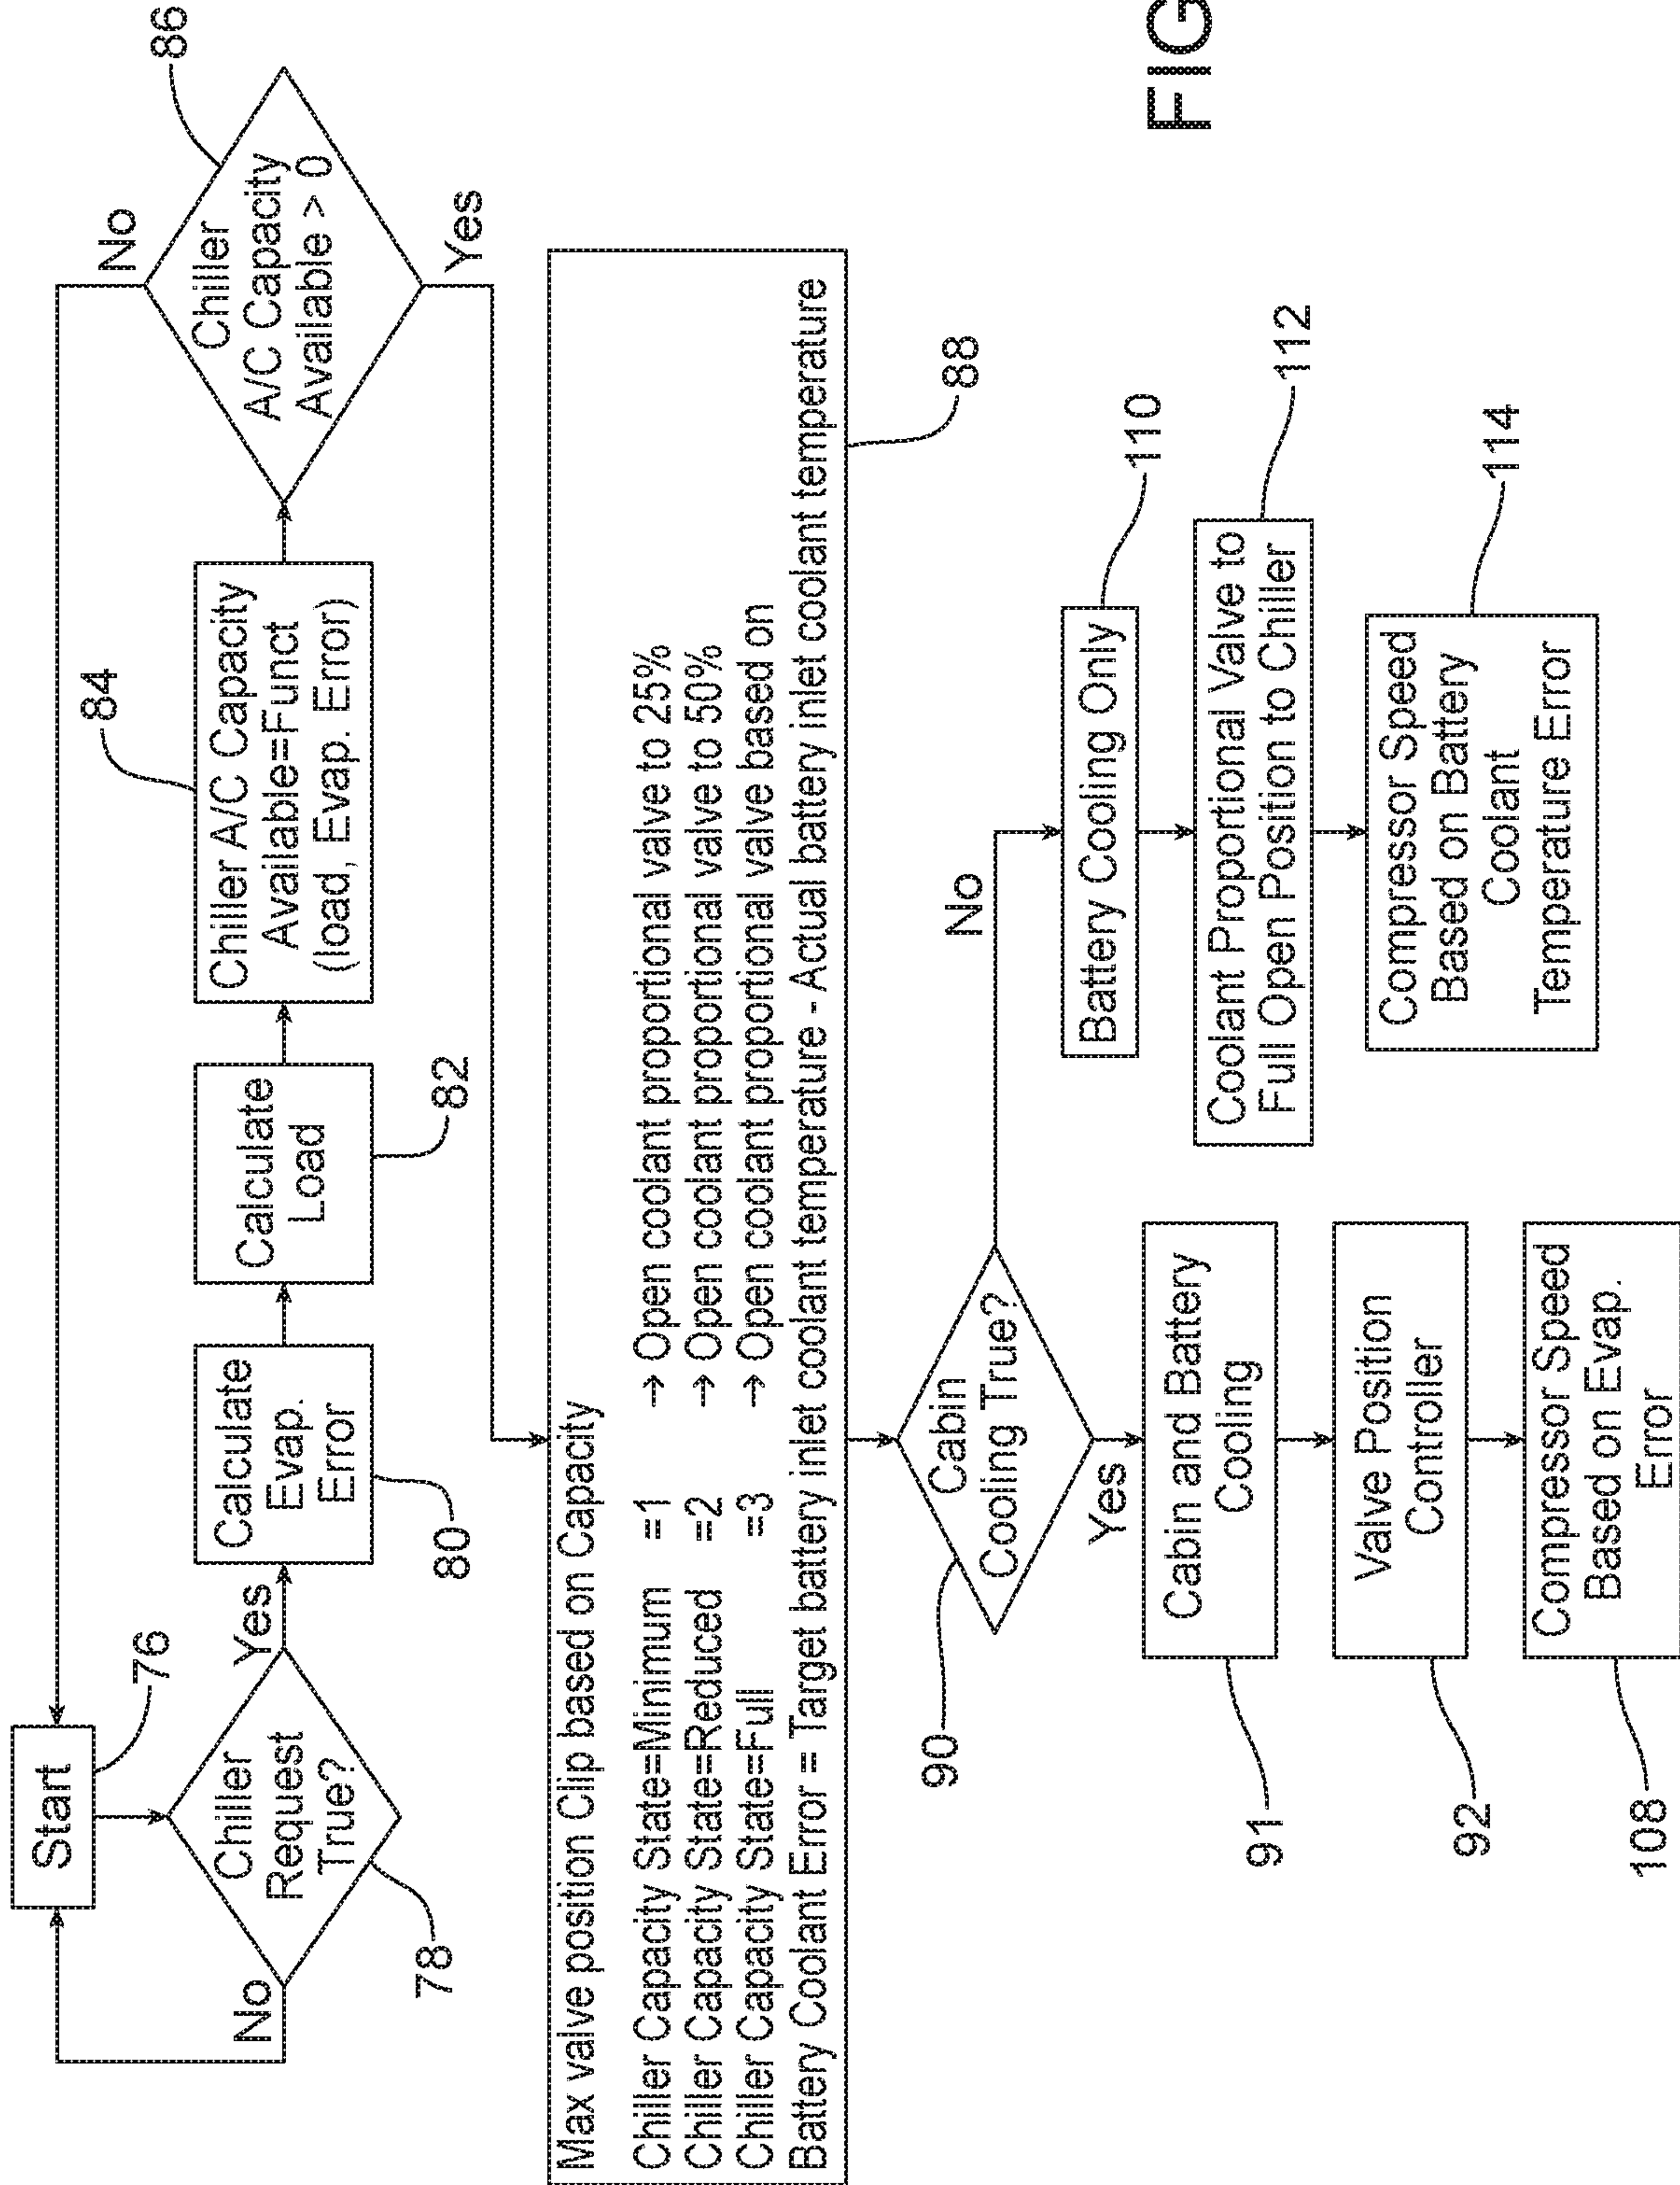 Start
76
Chiller
Request
True?
78
No
Yes
Calculate
Evap.
Error
80
Calculate
Load
82
Chiller A/C Capacity
Available=Funct
(load, Evap. Error)
84
Chiller
A/C Capacity
Available > 0
86
No
Yes
Max valve position Clip based on Capacity
Chiller Capacity State=Minimum =1 → Open coolant proportional valve to 25%
Chiller Capacity State=Reduced =2 → Open coolant proportional valve to 50%
Chiller Capacity State=Full =3 → Open coolant proportional valve based on
Battery Coolant Error = Target battery inlet coolant temperature - Actual battery inlet coolant temperature
88
Cabin
Cooling True?
90
Yes
No
Cabin and Battery
Cooling
91
Valve Position
Controller
92
Compressor Speed
Based on Evap.
Error
108
Battery Cooling Only
110
Coolant Proportional Valve to
Full Open Position to Chiller
112
Compressor Speed
Based on Battery
Coolant
Temperature Error
114
FIG